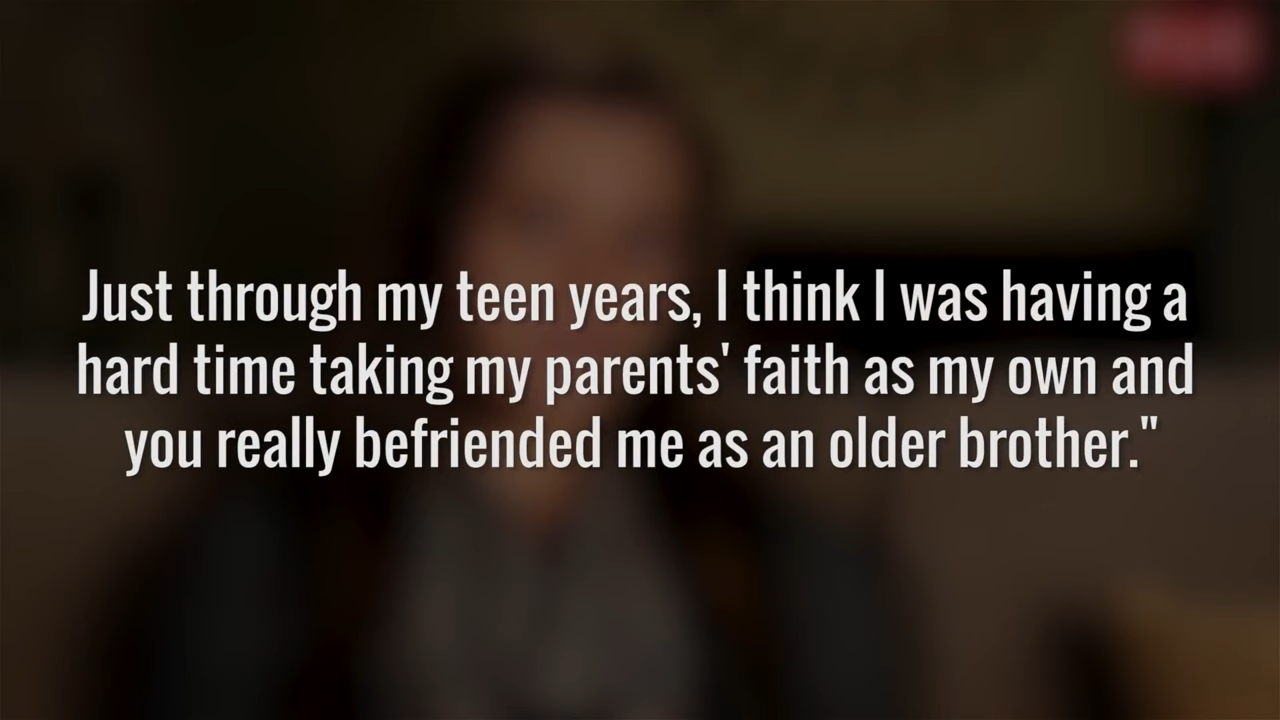 Just through my teen years, I think I was having a
hard time taking my parents' faith as my own and
you really befriended me as an older brother."